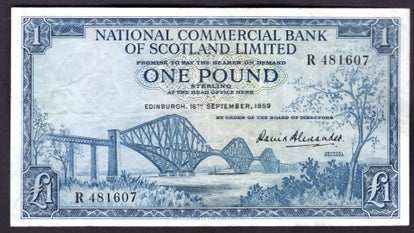 1 NATIONAL COMMERCIAL BANK 1
OF SCOTLAND LIMITED
PROMISE TO PAY THE BEARER ON DEMAND
R 481607
ONE POUND
STERLING
AT THE HEAD OFFICE HERE
EDINBURGH, 16TH SEPTEMBER, 1959
BY ORDER OF THE BOARD OF DIRECTORS
David Alexander
R 481607
£1 £1